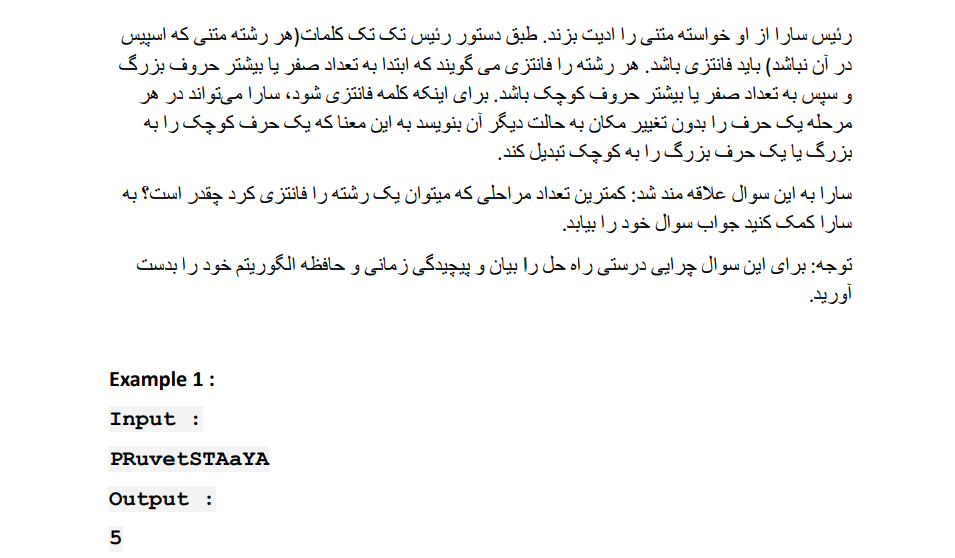 رئیس سارا از او خواسته متنی را ادیت بزند. طبق دستور رئیس تک تک کلمات(هر رشته متنی که اسپیس
در آن نباشد) باید فانتزی باشد. هر رشته را فانتزی می گویند که ابتدا به تعداد صفر یا بیشتر حروف بزرگ
و سپس به تعداد صفر یا بیشتر حروف کوچک باشد. برای اینکه کلمه فانتزی شود، سارا می‌تواند در هر
مرحله یک حرف را بدون تغییر مکان به حالت دیگر آن بنویسد به این معنا که یک حرف کوچک را به
بزرگ یا یک حرف بزرگ را به کوچک تبدیل کند.
سارا به این سوال علاقه مند شد: کمترین تعداد مراحلی که میتوان یک رشته را فانتزی کرد چقدر است؟ به
سارا کمک کنید جواب سوال خود را بیابد.
توجه: برای این سوال چرایی درستی راه حل را بیان و پیچیدگی زمانی و حافظه الگوریتم خود را بدست
آورید.
Example 1 :
Input :
PRuvetSTAaYA
Output :
5